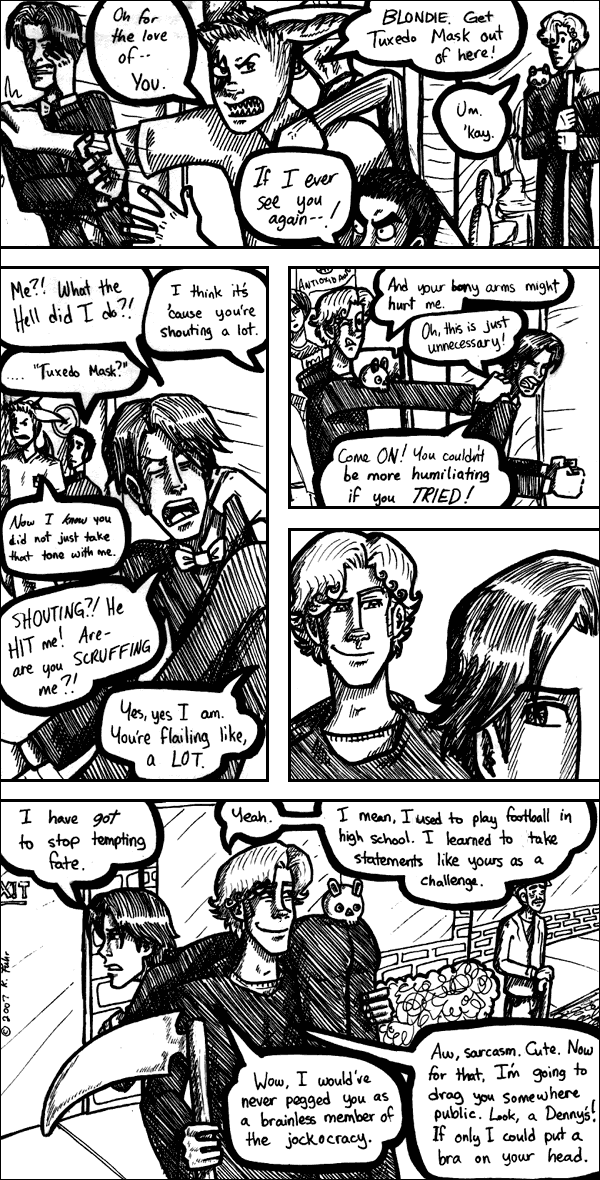 Oh for
the love
of--
You.
BLONDIE. Get
Tuxedo Mask out
of here!
Um.
'kay.
If I ever
see you
again--!
Me?! What the
Hell did I do?!
I think it's
'cause you're
shouting a lot.
.... "Tuxedo Mask?"
Now I know you
did not just take
that tone with me.
SHOUTING?! He
HIT me! Are-
are you SCRUFFING
me?!
Yes, yes I am.
You're flailing like,
a LOT.
And your bony arms might
hurt me.
Oh, this is just
unnecessary!
Come ON! You couldn't
be more humiliating
if you TRIED!
I have got
to stop tempting
fate.
Yeah.
I mean, I used to play football in
high school. I learned to take
statements like yours as a
challenge.
XIT
© 2007 K.
Wow, I would've
never pegged you as
a brainless member of
the jockocracy.
Aw, sarcasm. Cute. Now
for that, I'm going to
drag you somewhere
public. Look, a Dennys!
If only I could put a
bra on your head.